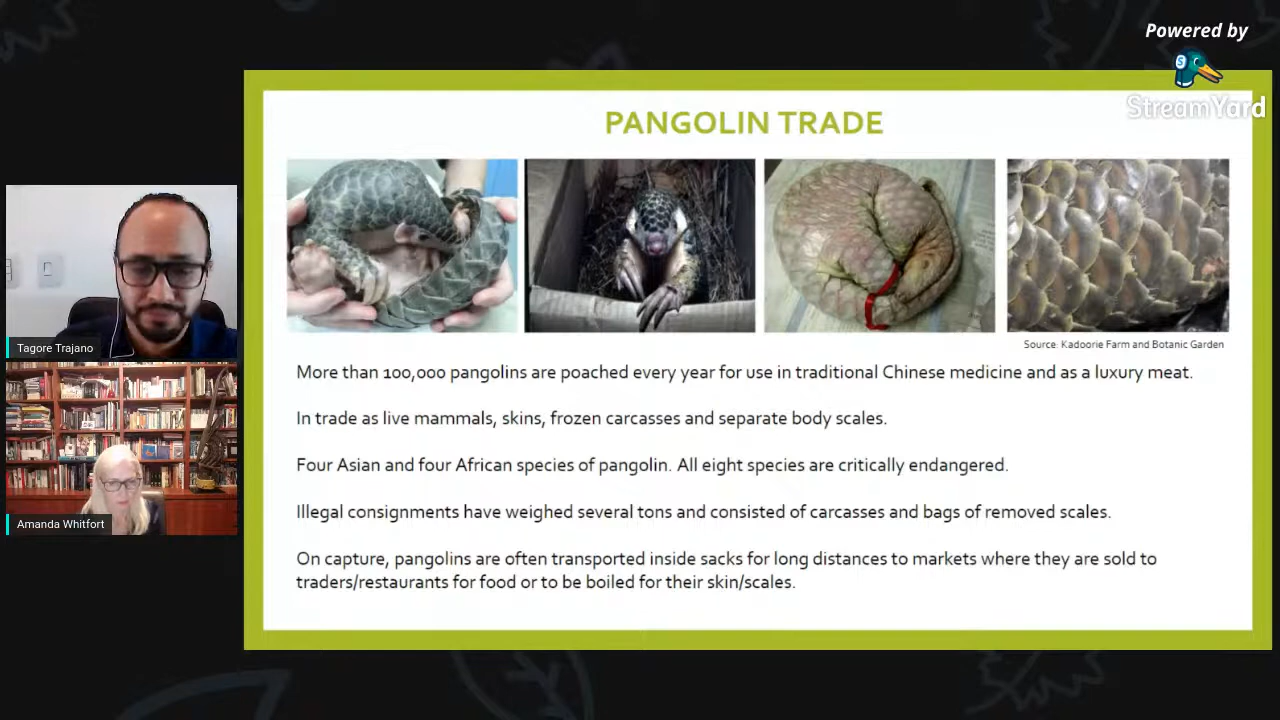 Powered by
StreamYard
PANGOLIN TRADE
Source: Kadoorie Farm and Botanic Garden
More than 100,000 pangolins are poached every year for use in traditional Chinese medicine and as a luxury meat.
In trade as live mammals, skins, frozen carcasses and separate body scales.
Four Asian and four African species of pangolin. All eight species are critically endangered.
Illegal consignments have weighed several tons and consisted of carcasses and bags of removed scales.
On capture, pangolins are often transported inside sacks for long distances to markets where they are sold to
traders/restaurants for food or to be boiled for their skin/scales.
Tagore Trajano
Amanda Whitfort